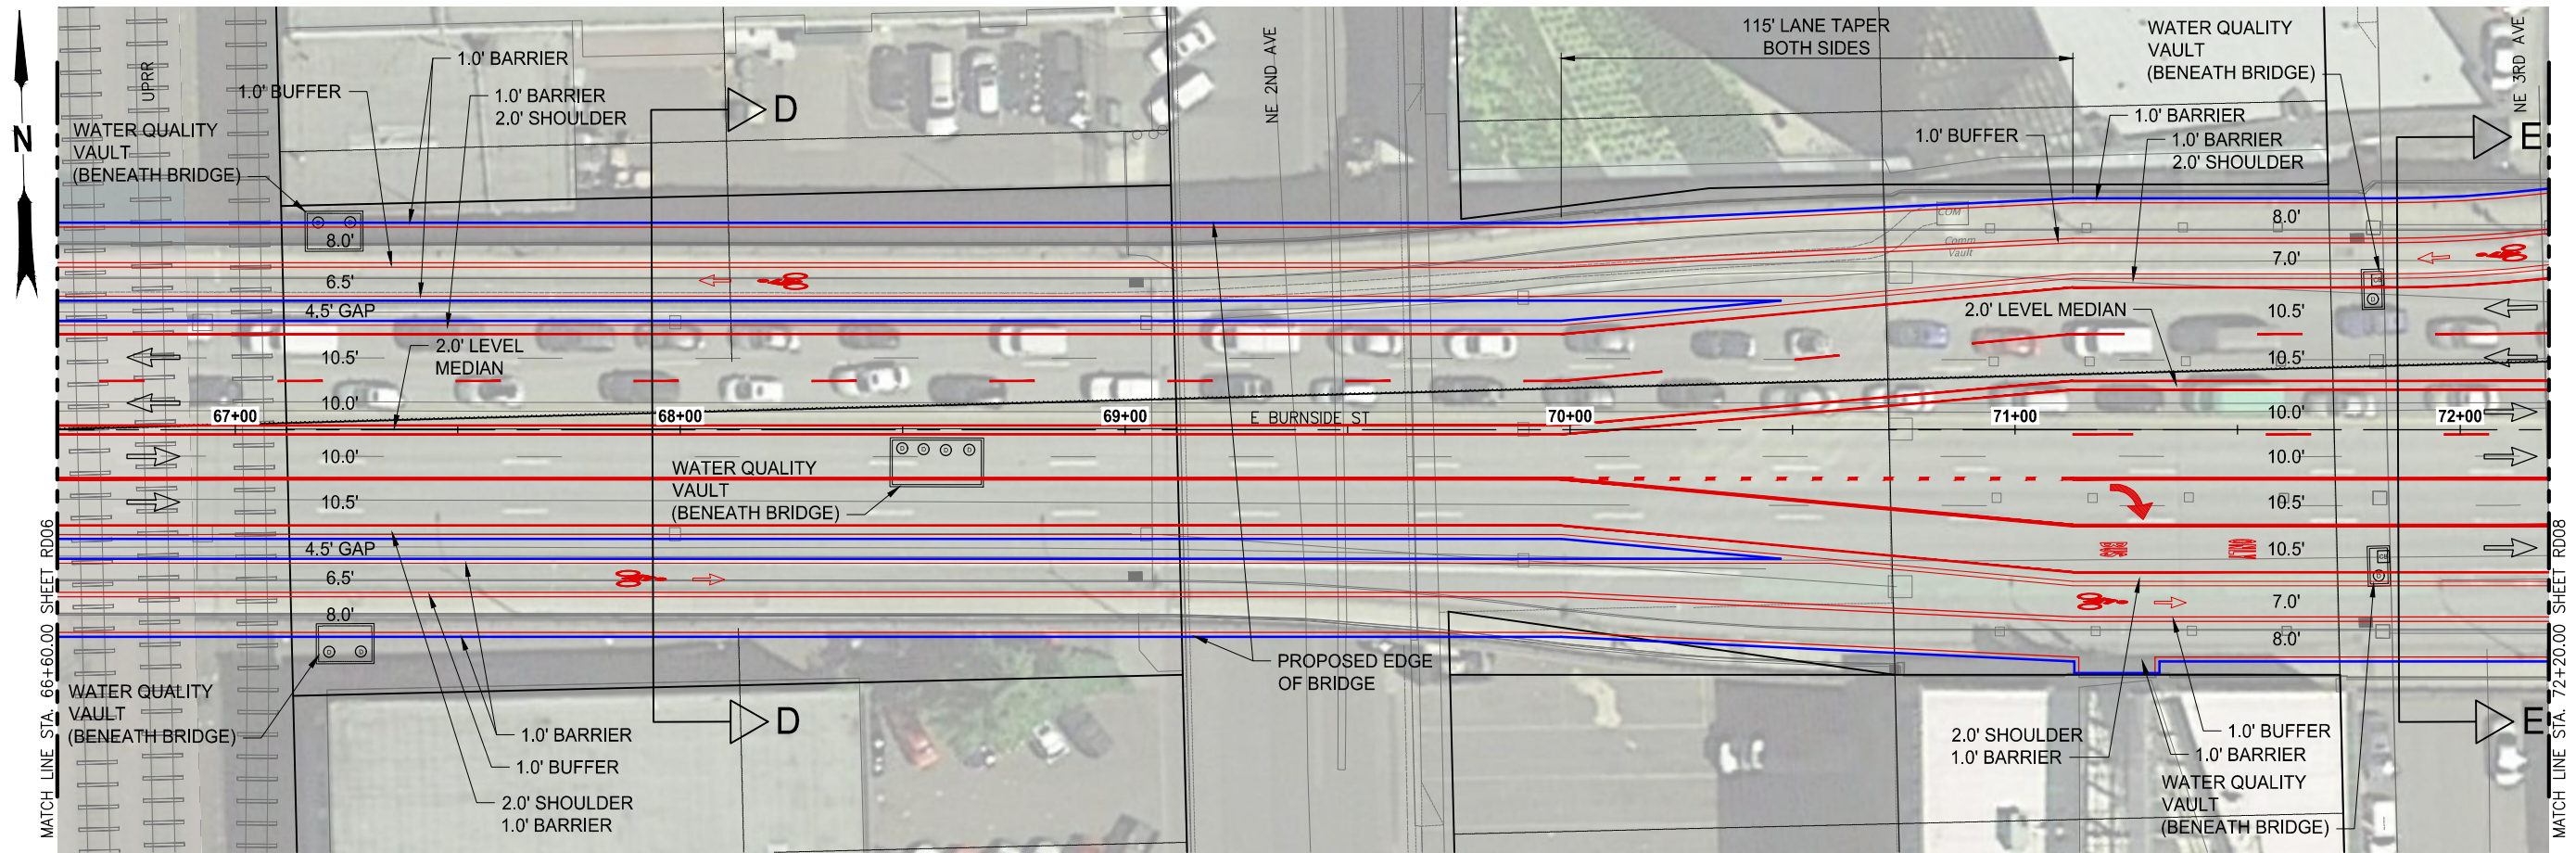 N
UPRR
1.0' BARRIER
1.0' BUFFER
1.0' BARRIER
2.0' SHOULDER
WATER QUALITY
VAULT
(BENEATH BRIDGE)
D
NE 2ND AVE
115' LANE TAPER
BOTH SIDES
WATER QUALITY
VAULT
(BENEATH BRIDGE)
NE 3RD AVE
1.0' BARRIER
1.0' BUFFER
1.0' BARRIER
2.0' SHOULDER
E
8.0'
6.5'
4.5' GAP
10.5'
2.0' LEVEL
MEDIAN
10.0'
COM
Comm
Vault
8.0'
7.0'
2.0' LEVEL MEDIAN
10.5'
10.5'
10.0'
67+00
68+00
69+00
E BURNSIDE ST
70+00
71+00
72+00
10.0'
10.5'
4.5' GAP
6.5'
8.0'
WATER QUALITY
VAULT
(BENEATH BRIDGE)
10.0'
10.5'
10.5'
ONLY
7.0'
8.0'
MATCH LINE STA. 66+60.00 SHEET RD06
WATER QUALITY
VAULT
(BENEATH BRIDGE)
1.0' BARRIER
1.0' BUFFER
2.0' SHOULDER
1.0' BARRIER
D
PROPOSED EDGE
OF BRIDGE
2.0' SHOULDER
1.0' BARRIER
1.0' BUFFER
1.0' BARRIER
WATER QUALITY
VAULT
(BENEATH BRIDGE)
E
MATCH LINE STA. 72+20.00 SHEET RD08